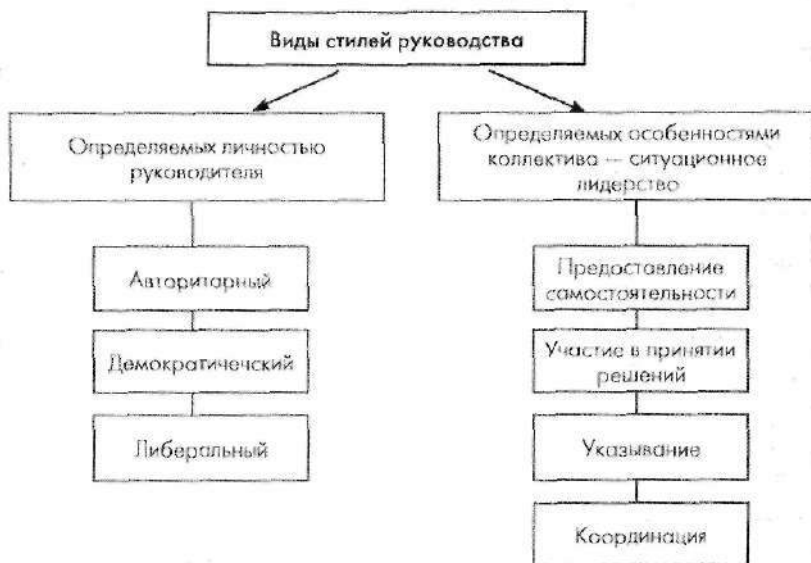 Виды стилей руководства
Определяемых личностью
руководителя
Определяемых особенностями
коллектива — ситуационное
лидерство
Авторитарный
Демократичечский
Либеральный
Предоставление
самостоятельности
Участие в принятии
решений
Указывание
Координация